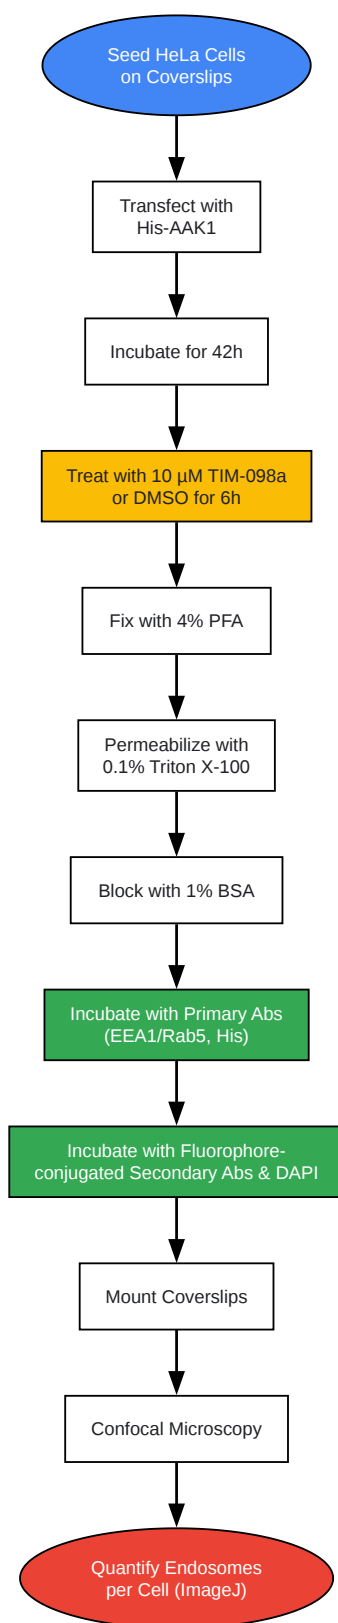 Seed HeLa Cells
on Coverslips
Transfect with
His-AAK1
Incubate for 42h
Treat with 10 µM TIM-098a
or DMSO for 6h
Fix with 4% PFA
Permeabilize with
0.1% Triton X-100
Block with 1% BSA
Incubate with Primary Abs
(EEA1/Rab5, His)
Incubate with Fluorophore-
conjugated Secondary Abs & DAPI
Mount Coverslips
Confocal Microscopy
Quantify Endosomes
per Cell (ImageJ)